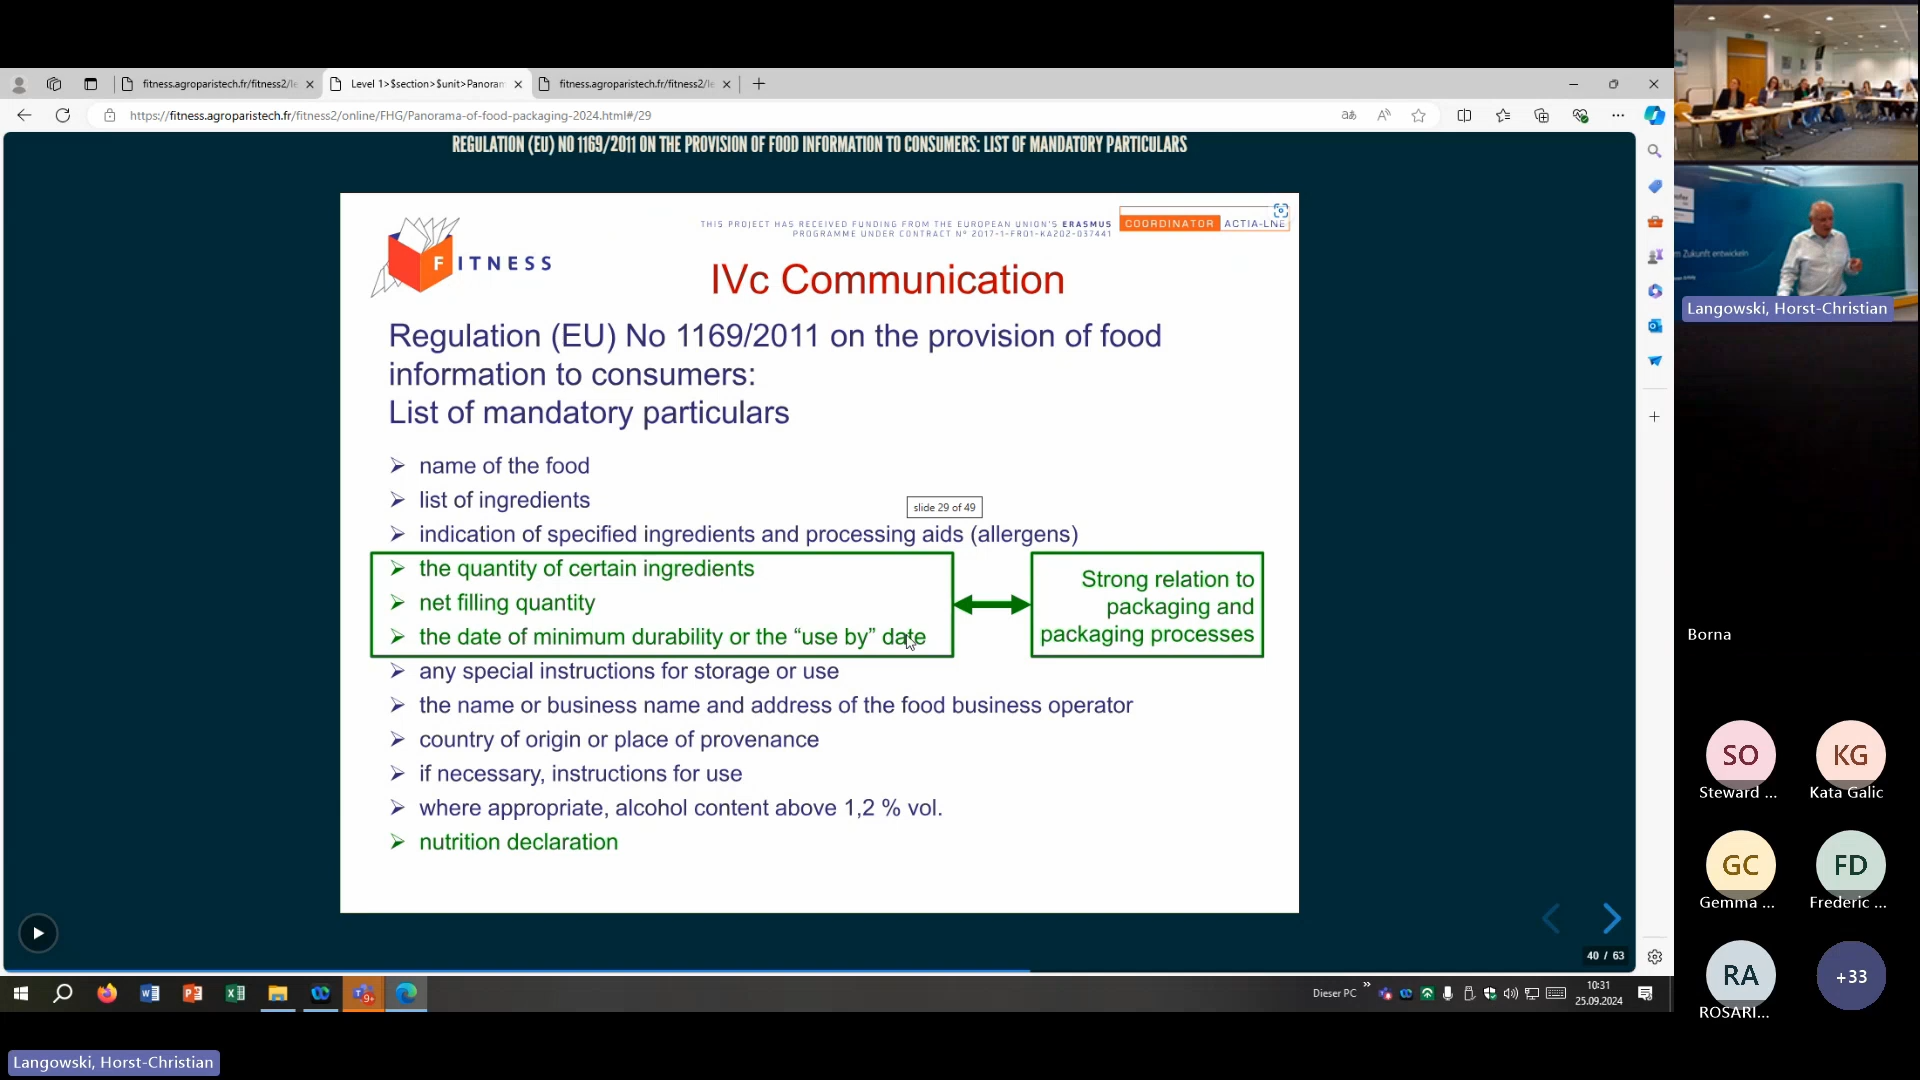 fitness.agroparistech.fr/fitness2/le
Level 1>$section>$unit>Panoram
fitness.agroparistech.fr/fitness2/le
https://fitness.agroparistech.fr/fitness2/online/FHG/Panorama-of-food-packaging-2024.html#/29
REGULATION (EU) NO 1169/2011 ON THE PROVISION OF FOOD INFORMATION TO CONSUMERS: LIST OF MANDATORY PARTICULARS
THIS PROJECT HAS RECEIVED FUNDING FROM THE EUROPEAN UNION'S ERASMUS
PROGRAMME UNDER CONTRACT N° 2017-1-FR01-KA202-037441
COORDINATOR ACTIA-LNE
FITNESS
IVc Communication
Regulation (EU) No 1169/2011 on the provision of food
information to consumers:
List of mandatory particulars
name of the food
list of ingredients
slide 29 of 49
indication of specified ingredients and processing aids (allergens)
the quantity of certain ingredients
net filling quantity
the date of minimum durability or the “use by” date
Strong relation to
packaging and
packaging processes
any special instructions for storage or use
the name or business name and address of the food business operator
country of origin or place of provenance
if necessary, instructions for use
where appropriate, alcohol content above 1,2 % vol.
nutrition declaration
40 / 63
9+
Dieser PC
10:31
25.09.2024
Langowski, Horst-Christian
Zukunft entwickeln
Langowski, Horst-Christian
Borna
SO
Steward ...
KG
Kata Galic
GC
Gemma ...
FD
Frederic ...
RA
ROSARI...
+33